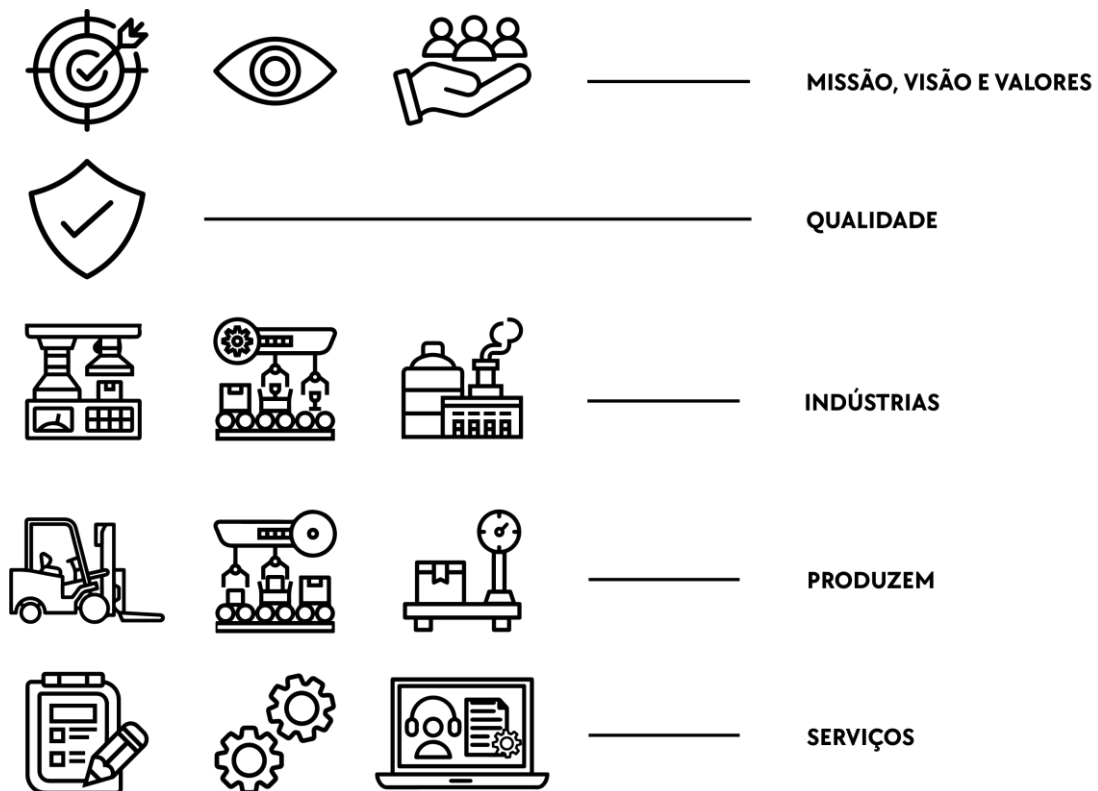 MISSÃO, VISÃO E VALORES
QUALIDADE
INDÚSTRIAS
PRODUZEM
SERVIÇOS